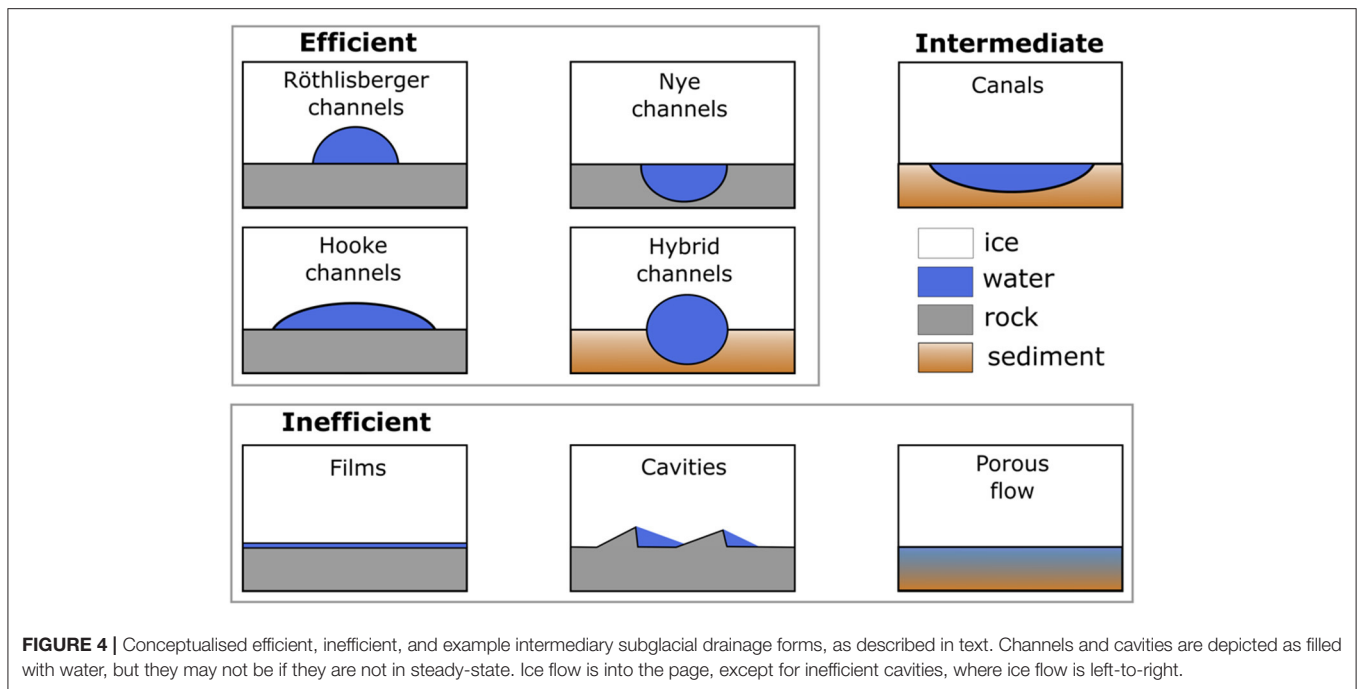 Efficient
Röthlisberger
channels
Nye
channels
Hooke
channels
Hybrid
channels
Intermediate
Canals
ice
water
rock
sediment
Inefficient
Films
Cavities
Porous
flow
FIGURE 4 | Conceptualised efficient, inefficient, and example intermediary subglacial drainage forms, as described in text. Channels and cavities are depicted as filled
with water, but they may not be if they are not in steady-state. Ice flow is into the page, except for inefficient cavities, where ice flow is left-to-right.